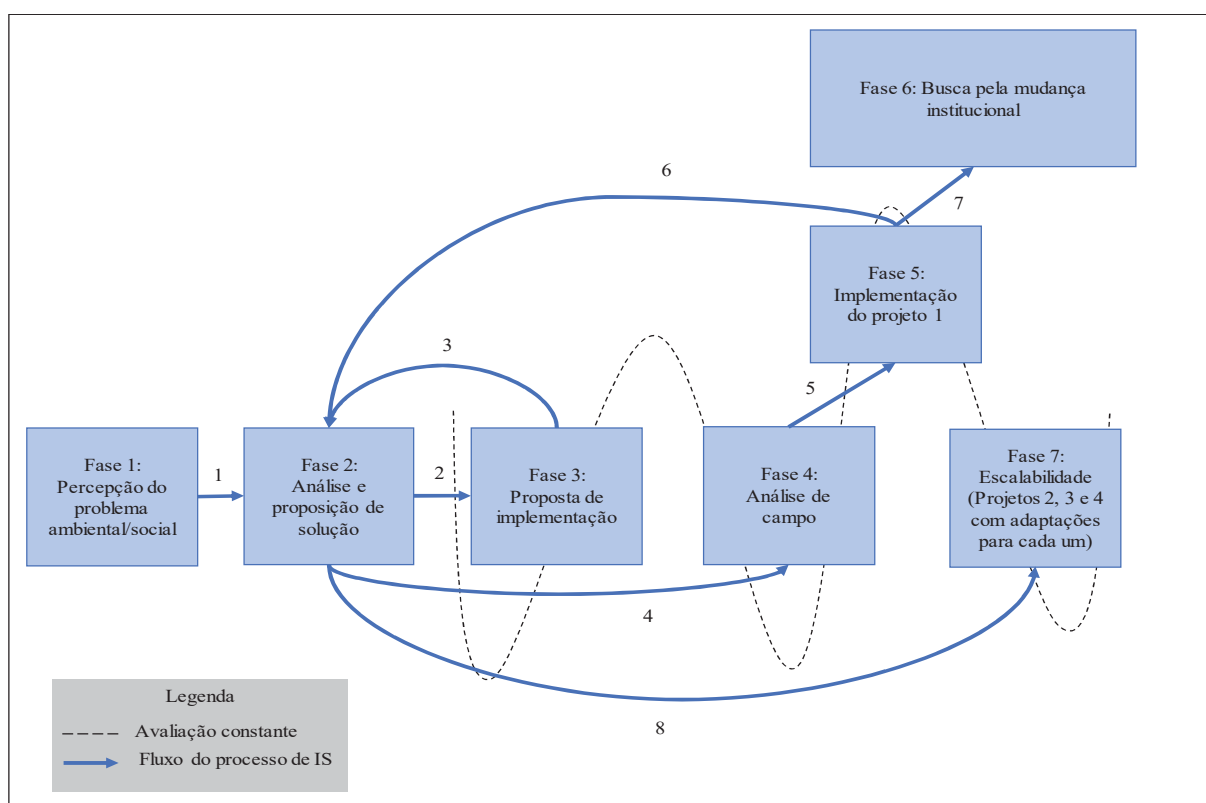 Fase 6: Busca pela mudança
institucional
6
7
Fase 5:
Implementação
do projeto 1
3
5
Fase 1:
Percepção do
problema
ambiental/social
1
Fase 2:
Análise e
proposição de
solução
2
Fase 3:
Proposta de
implementação
Fase 4:
Análise de
campo
Fase 7:
Escalabilidade
(Projetos 2, 3 e 4
com adaptações
para cada um)
4
8
Legenda
Avaliação constante
Fluxo do processo de IS